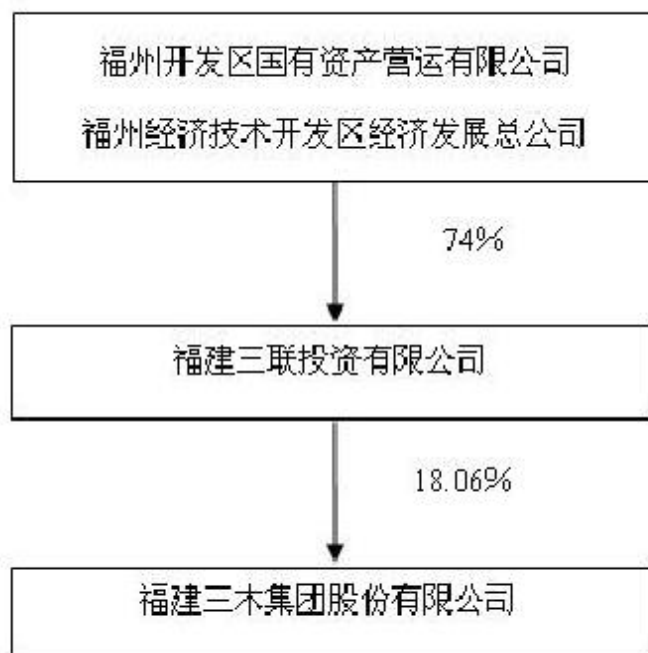 福州开发区国有资产营运有限公司
福州经济技术开发区经济发展总公司
74%
福建三联投资有限公司
18.06%
福建三木集团股份有限公司